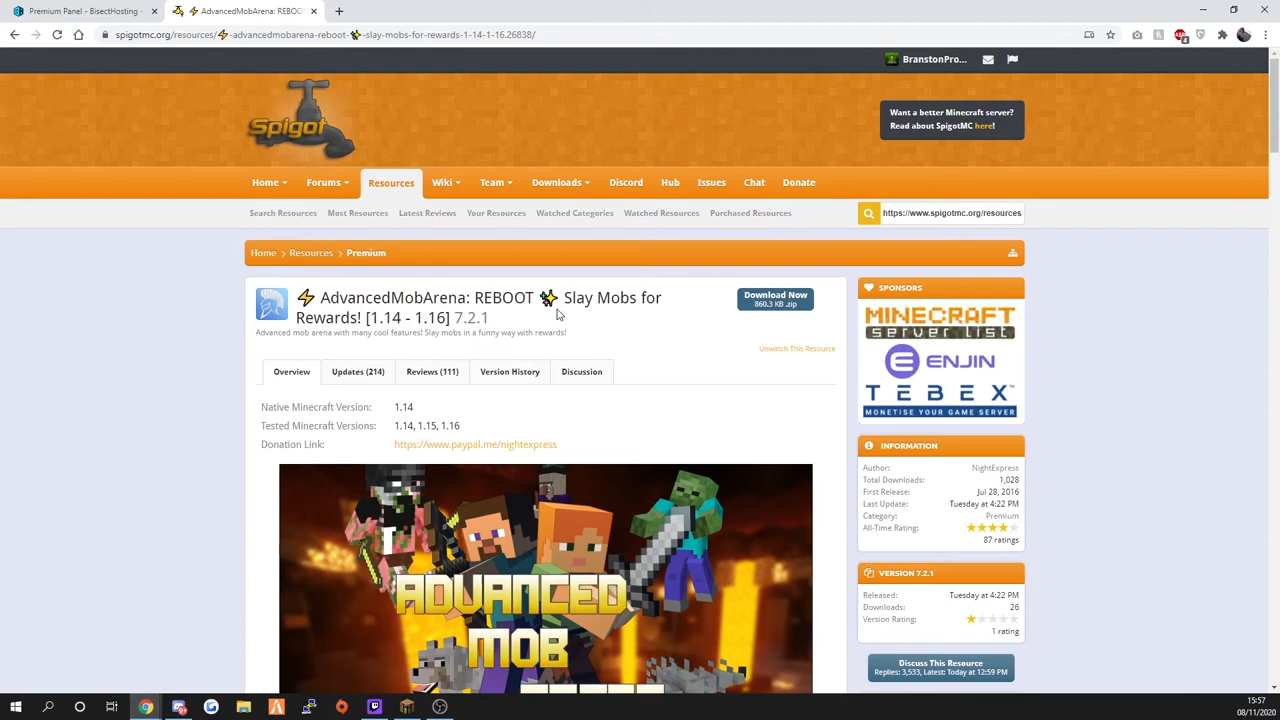 Premium Panel - BisectHosting -
⚡ AdvancedMobArena: REBOO
spigotmc.org/resources/⚡-advancedmobarena-reboot-✨-slay-mobs-for-rewards-1-14-1-16.26838/
BranstonPro...
Spigot
Want a better Minecraft server?
Read about SpigotMC here!
Home
Forums
Resources
Wiki
Team
Downloads
Discord
Hub
Issues
Chat
Donate
Search Resources
Most Resources
Latest Reviews
Your Resources
Watched Categories
Watched Resources
Purchased Resources
https://www.spigotmc.org/resources
Home
Resources
Premium
⚡ AdvancedMobArena: REBOOT ✨ Slay Mobs for
Rewards! [1.14 - 1.16] 7.2.1
Advanced mob arena with many cool features! Slay mobs in a funny way with rewards!
Download Now
860.3 KB .zip
Unwatch This Resource
Overview
Updates (214)
Reviews (111)
Version History
Discussion
Native Minecraft Version: 1.14
Tested Minecraft Versions: 1.14, 1.15, 1.16
Donation Link: https://www.paypal.me/nightexpress
ADVANCED
MOB
SPONSORS
MINECRAFT
SERVER LIST
ENJIN
TEBEX™
MONETISE YOUR GAME SERVER
INFORMATION
Author: NightExpress
Total Downloads: 1,028
First Release: Jul 28, 2016
Last Update: Tuesday at 4:22 PM
Category: Premium
All-Time Rating:
87 ratings
VERSION 7.2.1
Released: Tuesday at 4:22 PM
Downloads: 26
Version Rating:
1 rating
Discuss This Resource
Replies: 3,533, Latest: Today at 12:59 PM
15:57
08/11/2020